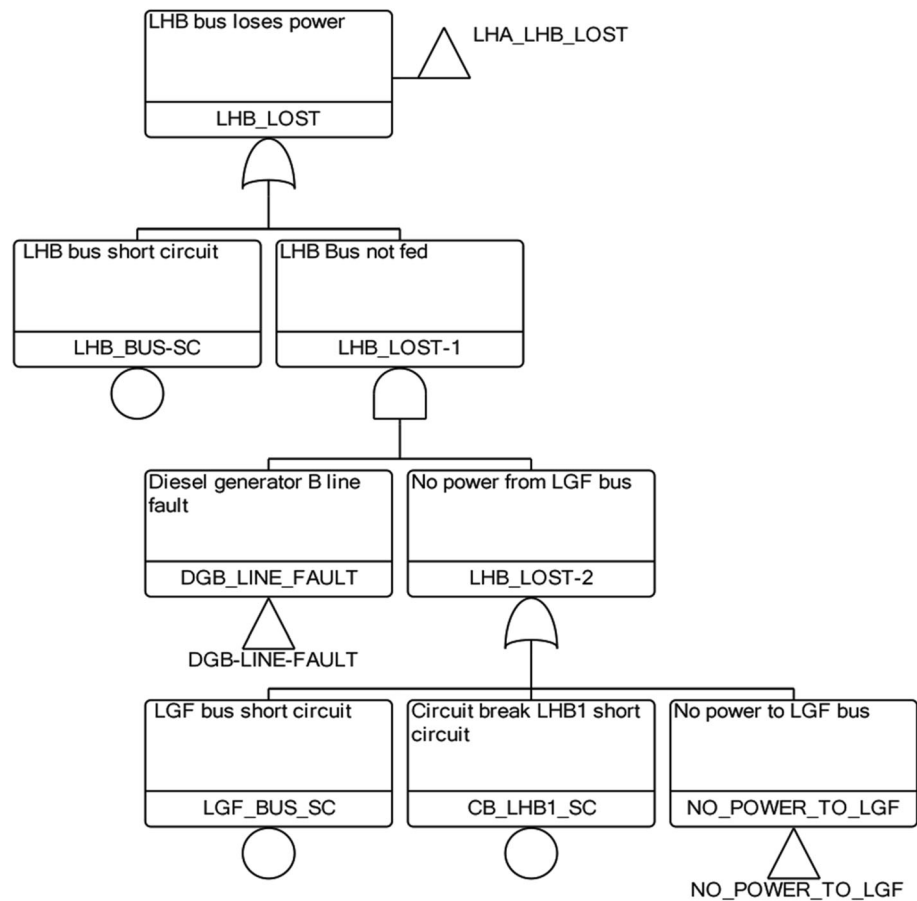 LHB bus loses power
LHA_LHB_LOST
LHB_LOST
LHB bus short circuit
LHB Bus not fed
LHB_BUS-SC
LHB_LOST-1
Diesel generator B line
fault
No power from LGF bus
DGB_LINE_FAULT
LHB_LOST-2
DGB-LINE-FAULT
LGF bus short circuit
Circuit break LHB1 short
circuit
No power to LGF bus
LGF_BUS_SC
CB_LHB1_SC
NO_POWER_TO_LGF
NO_POWER_TO_LGF